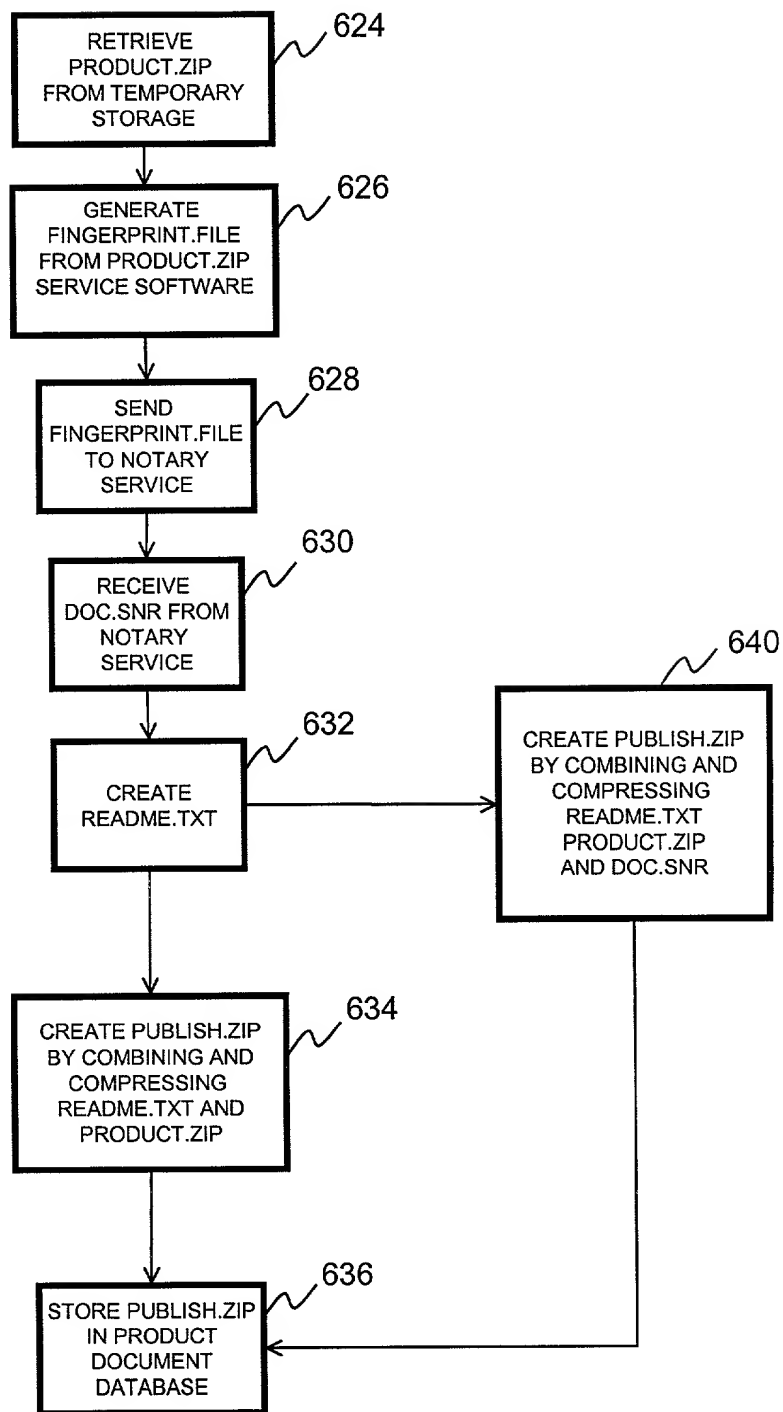 624
RETRIEVE
PRODUCT.ZIP
FROM TEMPORARY
STORAGE
626
GENERATE
FINGERPRINT.FILE
FROM PRODUCT.ZIP
SERVICE SOFTWARE
628
SEND
FINGERPRINT.FILE
TO NOTARY
SERVICE
630
RECEIVE
DOC.SNR FROM
NOTARY
SERVICE
632
CREATE
README.TXT
640
CREATE PUBLISH.ZIP
BY COMBINING AND
COMPRESSING
README.TXT
PRODUCT.ZIP
AND DOC.SNR
634
CREATE PUBLISH.ZIP
BY COMBINING AND
COMPRESSING
README.TXT AND
PRODUCT.ZIP
636
STORE PUBLISH.ZIP
IN PRODUCT
DOCUMENT
DATABASE